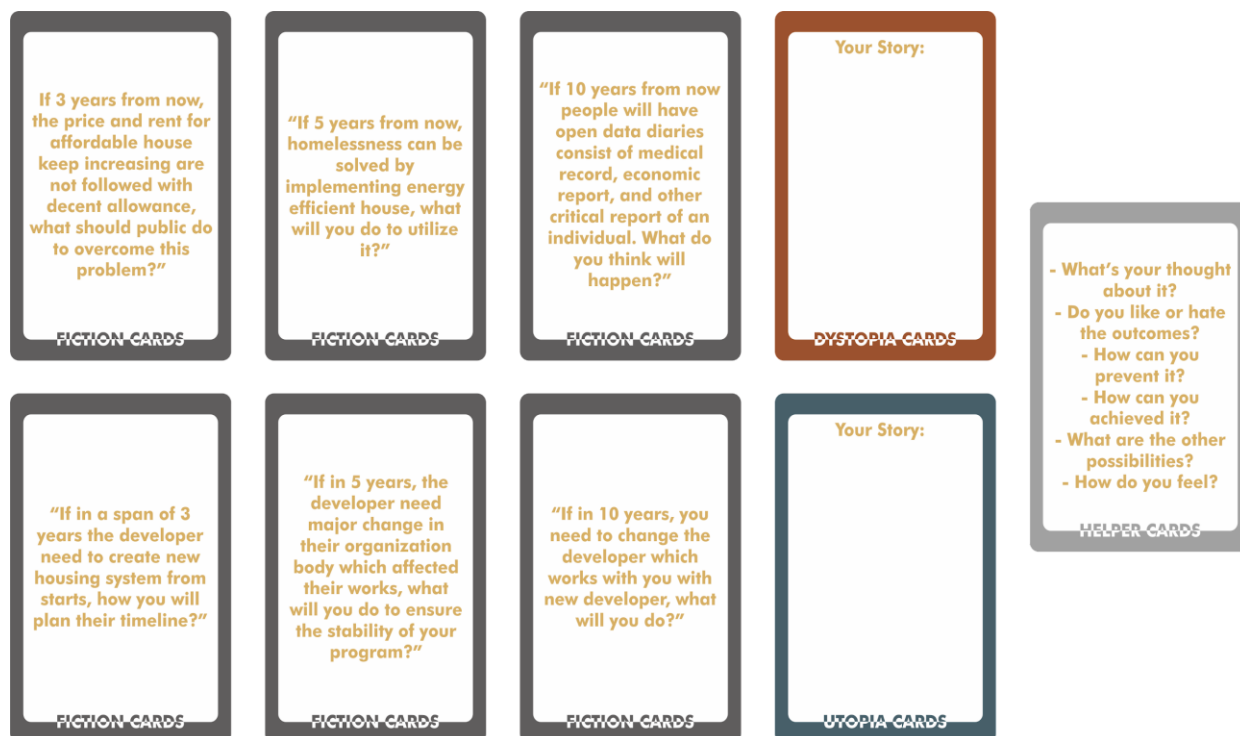 If 3 years from now,
the price and rent for
affordable house
keep increasing are
not followed with
decent allowance,
what should public do
to overcome this
problem?”
FICTION CARDS
“If 5 years from now,
homelessness can be
solved by
implementing energy
efficient house, what
will you do to utilize
it?”
FICTION CARDS
“If 10 years from now
people will have
open data diaries
consist of medical
record, economic
report, and other
critical report of an
individual. What do
you think will
happen?”
FICTION CARDS
Your Story:
DYSTOPIA CARDS
“If in a span of 3
years the developer
need to create new
housing system from
starts, how you will
plan their timeline?”
FICTION CARDS
“If in 5 years, the
developer need
major change in
their organization
body which affected
their works, what
will you do to ensure
the stability of your
program?”
FICTION CARDS
“If in 10 years, you
need to change the
developer which
works with you with
new developer, what
will you do?”
FICTION CARDS
Your Story:
UTOPIA CARDS
- What’s your thought
about it?
- Do you like or hate
the outcomes?
- How can you
prevent it?
- How can you
achieved it?
- What are the other
possibilities?
- How do you feel?
HELPER CARDS